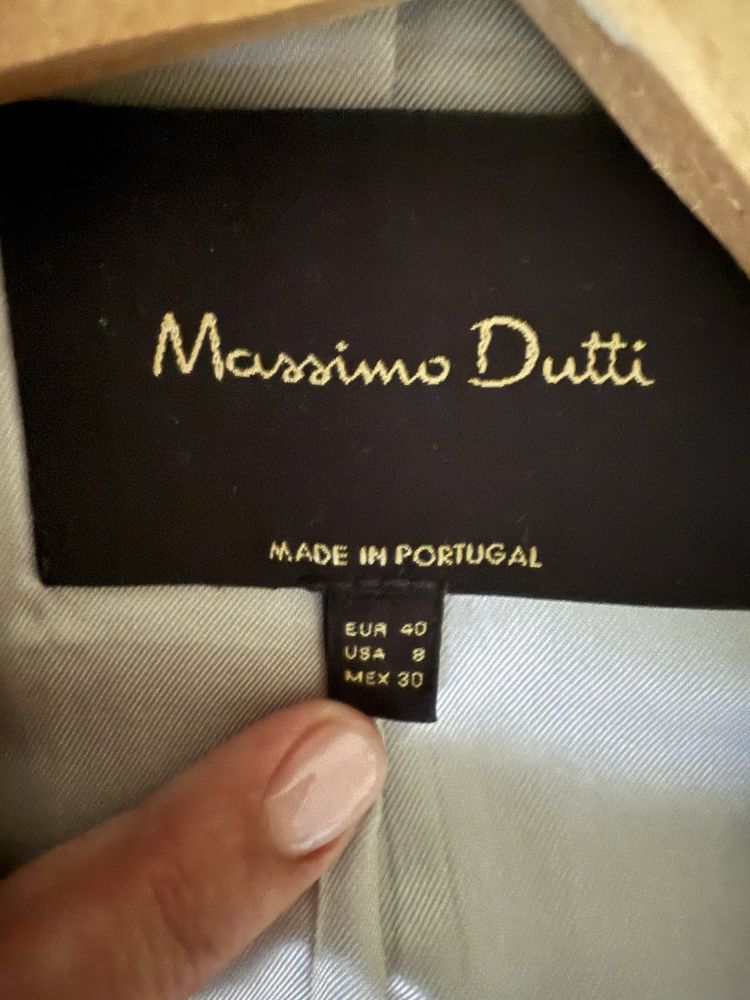 Massimo Dutti
MADE IN PORTUGAL
EUR 40
USA 8
MEX 30